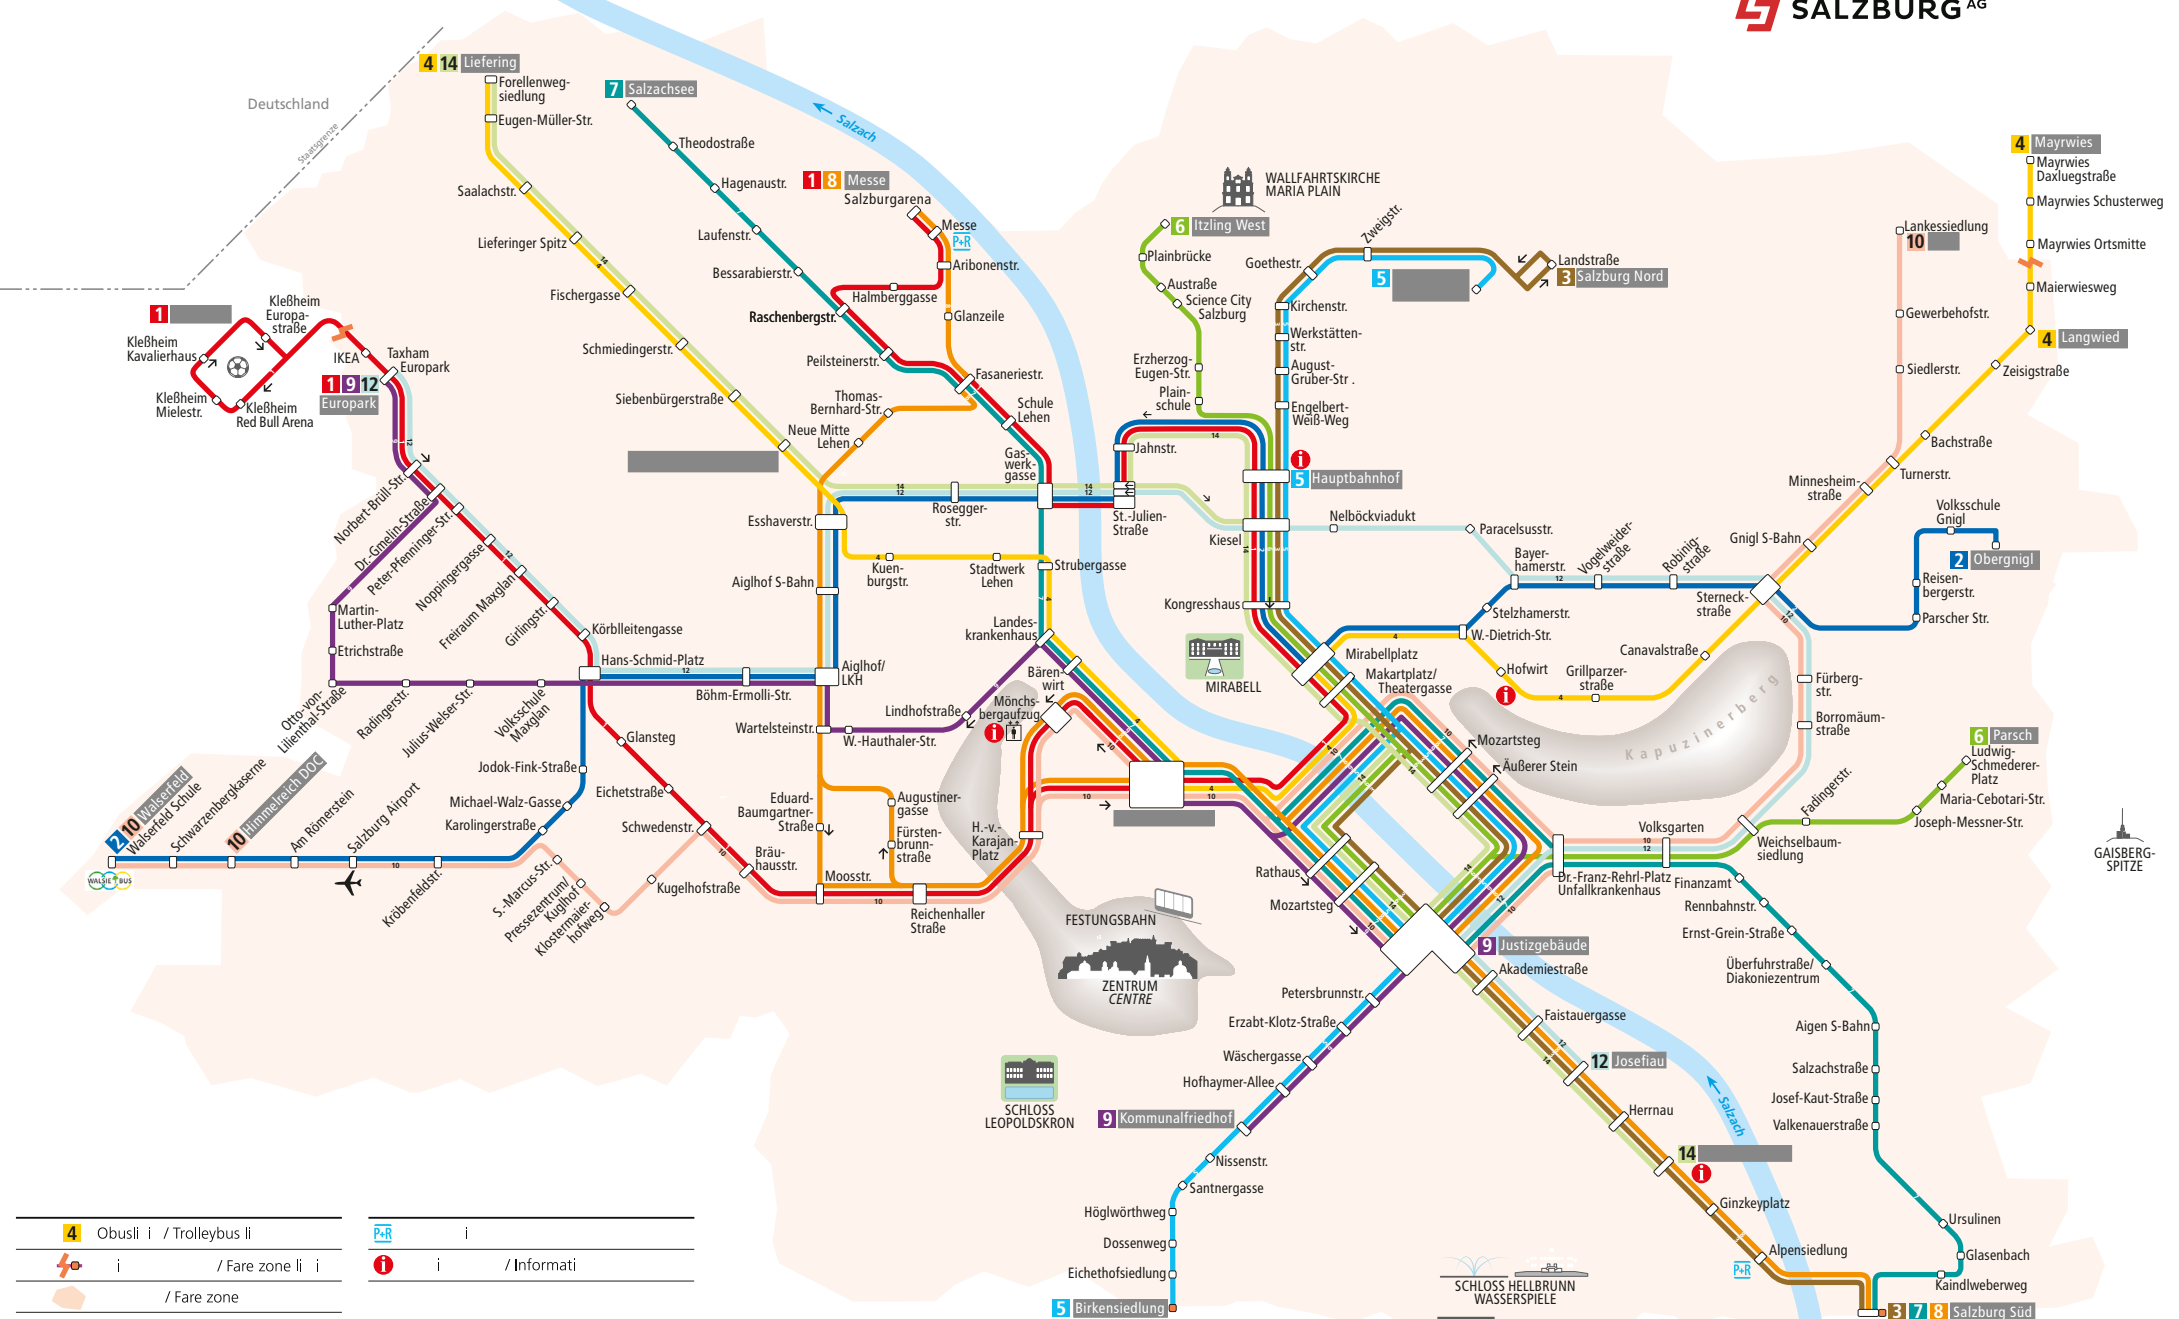 SALZBURG AG
Deutschland
Staatsgrenze
4 14 Liefering
Forellenweg-
siedlung
Eugen-Müller-Str.
Saalachstr.
Lieferinger Spitz
Fischergasse
Schmiedingerstr.
Siebenbürgerstraße
7 Salzachsee
Theodostraße
Hagenaustr.
Laufenstr.
Bessarabierstr.
Raschenbergstr.
Peilsteinerstr.
Salzach
1 8 Messe
Salzburgarena
Messe
P+R
Aribonenstr.
Halmberggasse
Glanzeile
Fasaneriestr.
Thomas-
Bernhard-Str.
Neue Mitte
Lehen
Schule
Lehen
Gas-
werk-
gasse
WALLFAHRTSKIRCHE
MARIA PLAIN
6 Itzling West
Plainbrücke
Austraße
Science City
Salzburg
Erzherzog-
Eugen-Str.
Plain-
schule
Jahnstr.
Zweigstr.
Goethestr.
Kirchenstr.
Werkstätten-
str.
August-
Gruber-Str .
Engelbert-
Weiß-Weg
5
Landstraße
3 Salzburg Nord
5 Hauptbahnhof
Lankessiedlung
10
Gewerbehofstr.
Siedlerstr.
4 Mayrwies
Mayrwies
Daxluegstraße
Mayrwies Schusterweg
Mayrwies Ortsmitte
Maierwiesweg
4 Langwied
Zeisigstraße
Bachstraße
Turnerstr.
Minnesheim-
straße
Gnigl S-Bahn
Volksschule
Gnigl
2 Obergnigl
Reisen-
bergerstr.
Parscher Str.
1
Kleßheim
Europa-
straße
Kleßheim
Kavalierhaus
Kleßheim
Mielestr.
Kleßheim
Red Bull Arena
IKEA
Taxham
Europark
1 9 12
Europark
Norbert-Brüll-Str.
Dr.-Gmelin-Straße
Peter-Pfenninger-Str.
Noppingergasse
Freiraum Maxglan
Girlingstr.
Körblleitengasse
Hans-Schmid-Platz
Martin-
Luther-Platz
Etrichstraße
Otto-von-
Lilienthal-Straße
Radingerstr.
Julius-Welser-Str.
Volksschule
Maxglan
Böhm-Ermolli-Str.
Esshaverstr.
Aiglhof S-Bahn
Aiglhof/
LKH
Wartelsteinstr.
W.-Hauthaler-Str.
Lindhofstraße
Rosegger-
str.
Kuen-
burgstr.
Stadtwerk
Lehen
Strubergasse
Landes-
krankenhaus
Bären-
wirt
Mönchs-
bergaufzug
St.-Julien-
Straße
Kiesel
Kongresshaus
Nelböckviadukt
Paracelsusstr.
Bayer-
hamerstr.
Vogelweider-
straße
Robinig-
straße
Sterneck-
straße
Stelzhamerstr.
W.-Dietrich-Str.
Hofwirt
Grillparzer-
straße
Canavalstraße
Mirabellplatz
MIRABELL
Makartplatz/
Theatergasse
Kapuzinerberg
Fürberg-
str.
Borromäum-
straße
Mozartsteg
Äußerer Stein
Fadingerstr.
6 Parsch
Ludwig-
Schmederer-
Platz
Maria-Cebotari-Str.
Joseph-Messner-Str.
Weichselbaum-
siedlung
Volksgarten
Dr.-Franz-Rehrl-Platz
Unfallkrankenhaus
GAISBERG-
SPITZE
2 10 Walserfeld
Walserfeld Schule
Schwarzenbergkaserne
10 Himmelreich DOC
Am Römerstein
Salzburg Airport
Kröbenfeldstr.
WALSIE BUS
Jodok-Fink-Straße
Michael-Walz-Gasse
Karolingerstraße
Glansteg
Eichetstraße
Schwedenstr.
Bräu-
hausstr.
S.-Marcus-Str.
Pressezentrum/
Kuglhof
Klostermaier-
hofweg
Kugelhofstraße
Eduard-
Baumgartner-
Straße
Augustiner-
gasse
Fürsten-
brunn-
straße
Moosstr.
Reichenhaller
Straße
H.-v.-
Karajan-
Platz
Rathaus
Mozartsteg
FESTUNGSBAHN
ZENTRUM
CENTRE
9 Justizgebäude
Akademiestraße
Faistauergasse
12 Josefiau
Herrnau
14
Ginzkeyplatz
Alpensiedlung
P+R
3 7 8 Salzburg Süd
Finanzamt
Rennbahnstr.
Ernst-Grein-Straße
Überfuhrstraße/
Diakoniezentrum
Aigen S-Bahn
Salzachstraße
Josef-Kaut-Straße
Valkenauerstraße
Ursulinen
Glasenbach
Kaindlweberweg
Salzach
Petersbrunnstr.
Erzabt-Klotz-Straße
Wäschergasse
Hofhaymer-Allee
9 Kommunalfriedhof
Nissenstr.
Santnergasse
Höglwörthweg
Dossenweg
Eichethofsiedlung
5 Birkensiedlung
SCHLOSS
LEOPOLDSKRON
SCHLOSS HELLBRUNN
WASSERSPIELE
4 Obusli i / Trolleybus li
i / Fare zone li i
/ Fare zone
P+R i
i i / Informati